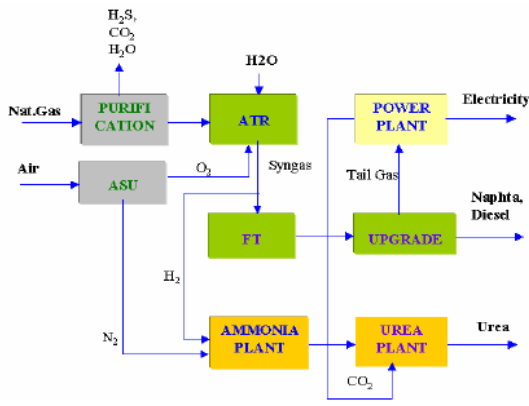 H₂S,
CO₂
H₂O
H2O
Nat.Gas
PURIFI
CATION
ATR
POWER
PLANT
Electricity
Air
ASU
O₂
Syngas
Tail Gas
Naphta,
Diesel
FT
UPGRADE
H₂
N₂
AMMONIA
PLANT
UREA
PLANT
Urea
CO₂